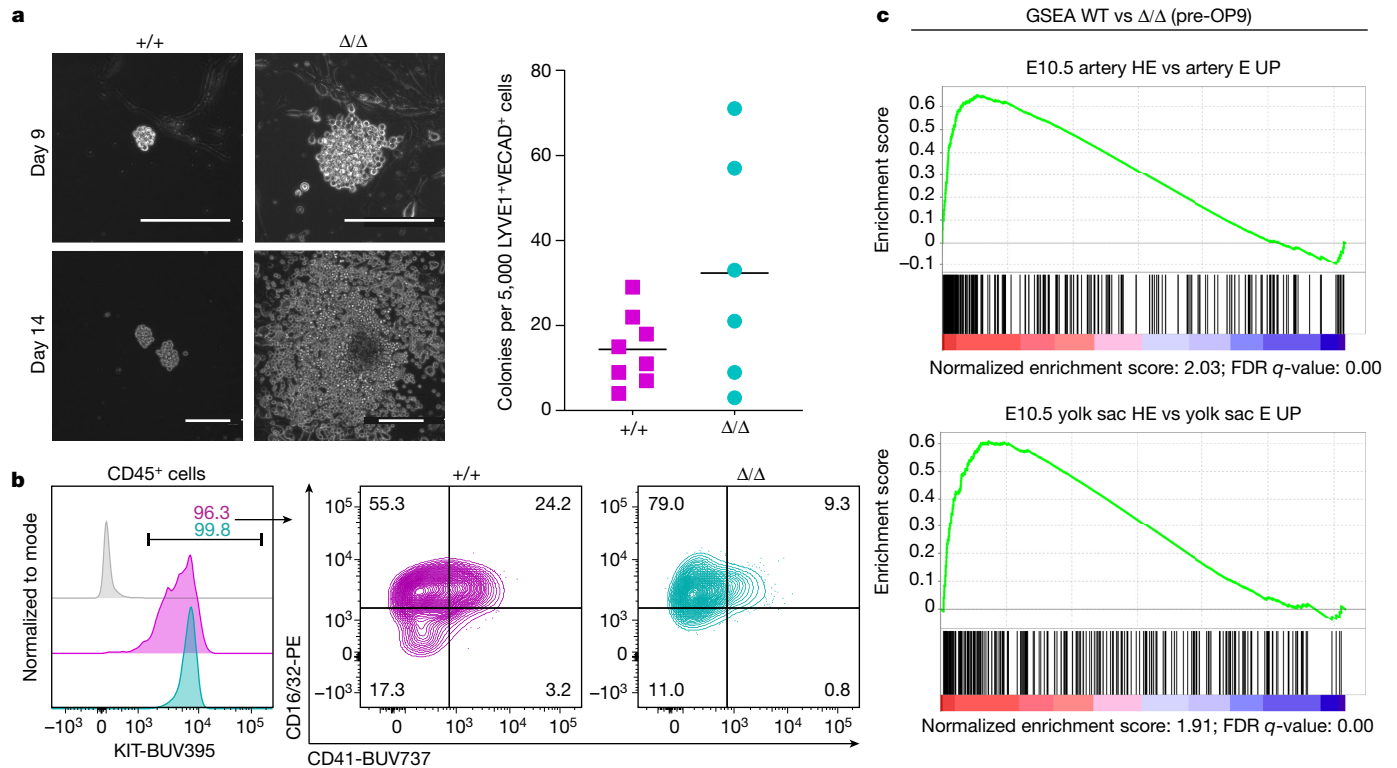 a
+/+
Δ/Δ
Day 9
Day 14
Colonies per 5,000 LYVE1⁺VECAD⁺ cells
80
60
40
20
0
+/+
Δ/Δ
b
CD45⁺ cells
Normalized to mode
96.3
99.8
−10³ 0 10³ 10⁴ 10⁵
KIT-BUV395
+/+
CD16/32-PE
10⁵
10⁴
10³
0
−10³
55.3
24.2
17.3
3.2
0 10³ 10⁴ 10⁵
CD41-BUV737
Δ/Δ
10⁵
10⁴
10³
0
−10³
79.0
9.3
11.0
0.8
0 10³ 10⁴ 10⁵
c
GSEA WT vs Δ/Δ (pre-OP9)
E10.5 artery HE vs artery E UP
Enrichment score
0.6
0.5
0.4
0.3
0.2
0.1
0
−0.1
Normalized enrichment score: 2.03; FDR q-value: 0.00
E10.5 yolk sac HE vs yolk sac E UP
Enrichment score
0.6
0.5
0.4
0.3
0.2
0.1
0
Normalized enrichment score: 1.91; FDR q-value: 0.00